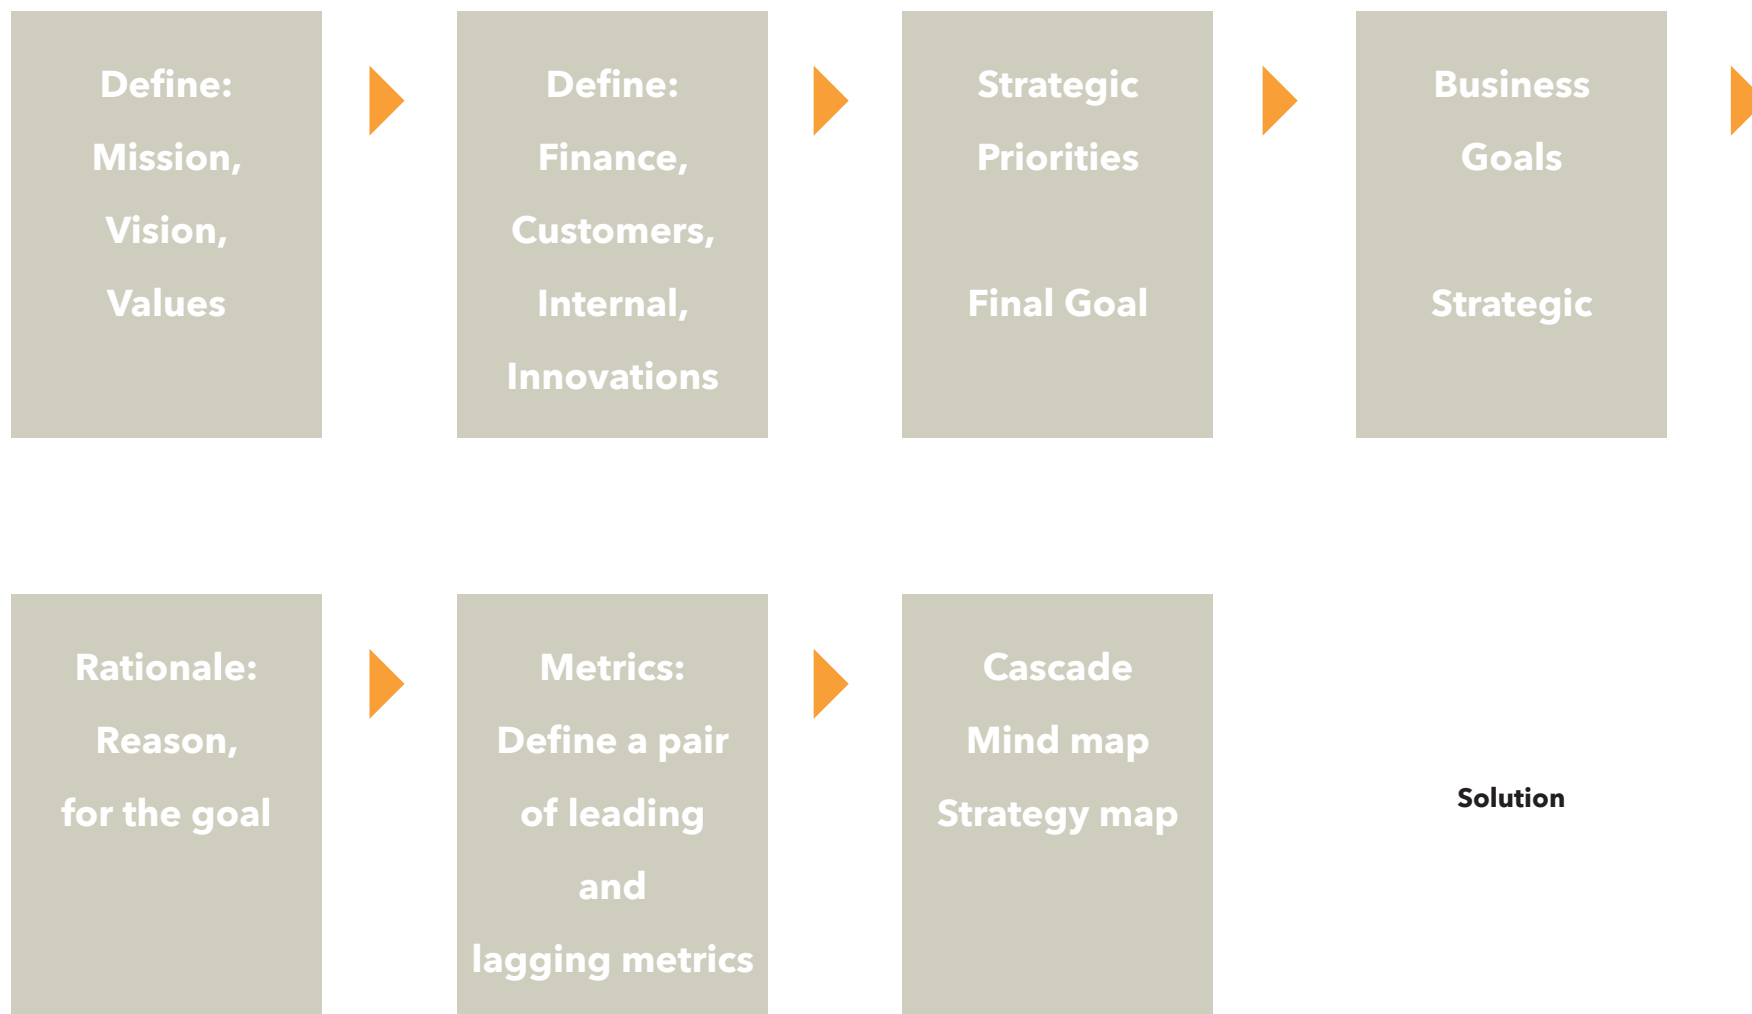 Define:
Mission,
Vision,
Values
Define:
Finance,
Customers,
Internal,
Innovations
Strategic
Priorities
Final Goal
Business
Goals
Strategic
Rationale:
Reason,
for the goal
Metrics:
Define a pair
of leading
and
lagging metrics
Cascade
Mind map
Strategy map
Solution